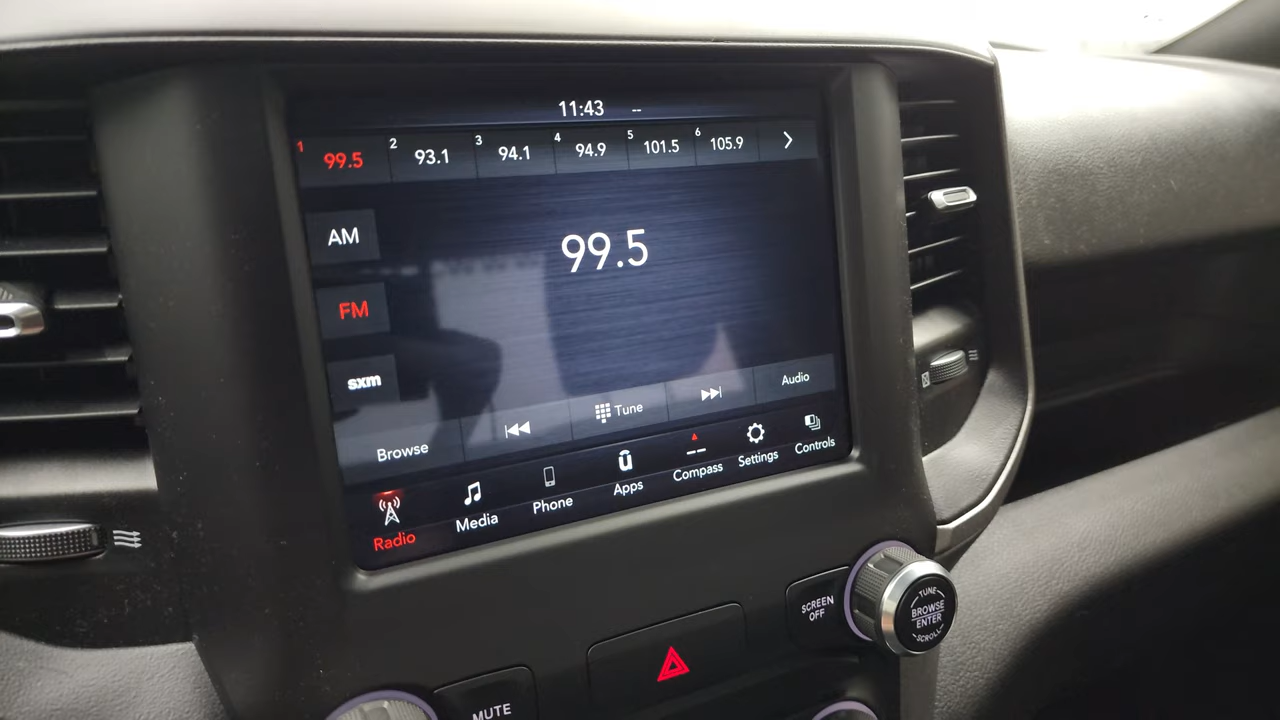 11:43 --
1 99.5 2 93.1 3 94.1 4 94.9 5 101.5 6 105.9
AM
99.5
FM
sxm
Browse Tune Audio
Radio Media Phone Apps Compass Settings Controls
SCREEN
OFF
TUNE
BROWSE
ENTER
SCROLL
MUTE